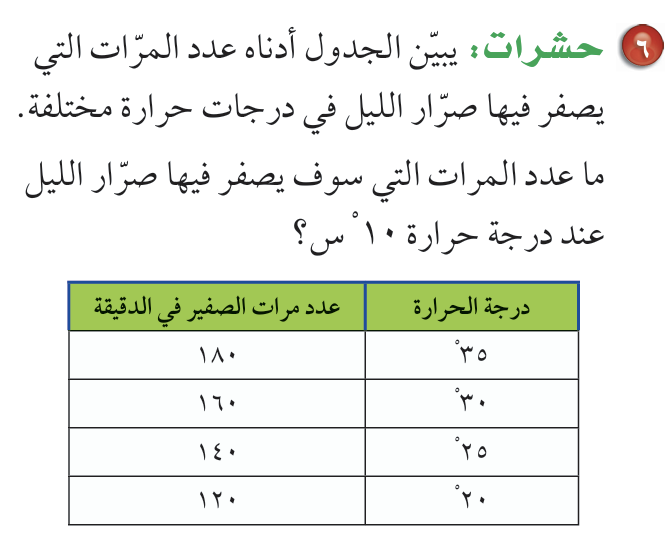 ٦ حشرات: يبيّن الجدول أدناه عدد المرّات التي
يصفر فيها صرّار الليل في درجات حرارة مختلفة.
ما عدد المرات التي سوف يصفر فيها صرّار الليل
عند درجة حرارة ١٠ ْ س؟
درجة الحرارة عدد مرات الصفير في الدقيقة
٣٥ ْ ١٨٠
٣٠ ْ ١٦٠
٢٥ ْ ١٤٠
٢٠ ْ ١٢٠